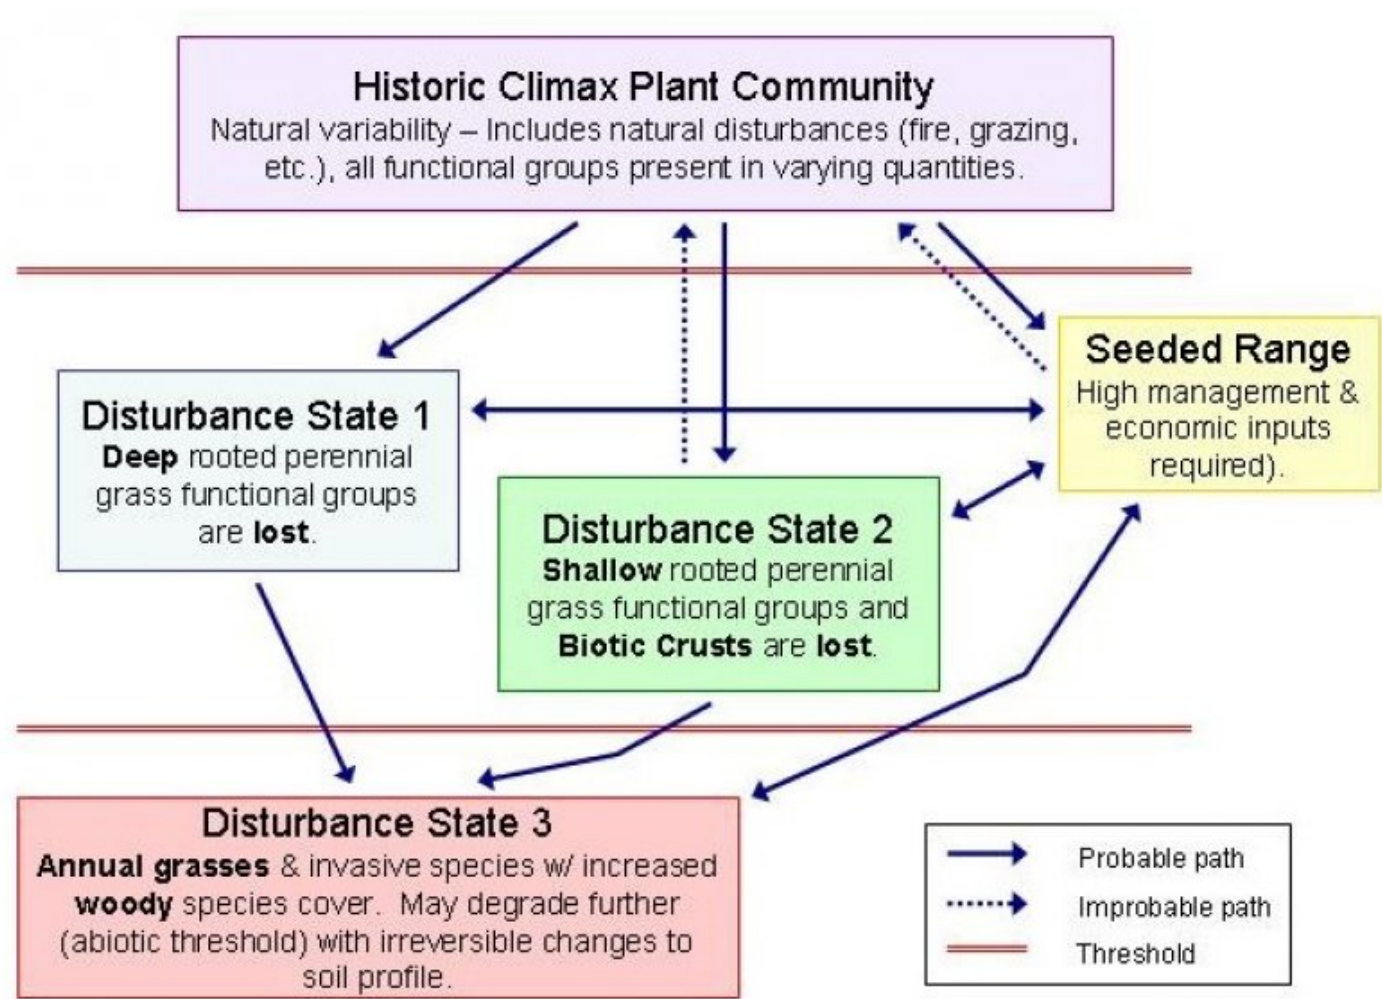 Historic Climax Plant Community
Natural variability – Includes natural disturbances (fire, grazing,
etc.), all functional groups present in varying quantities.
Seeded Range
High management &
economic inputs
required).
Disturbance State 1
Deep rooted perennial
grass functional groups
are lost.
Disturbance State 2
Shallow rooted perennial
grass functional groups and
Biotic Crusts are lost.
Disturbance State 3
Annual grasses & invasive species w/ increased
woody species cover. May degrade further
(abiotic threshold) with irreversible changes to
soil profile.
Probable path
Improbable path
Threshold